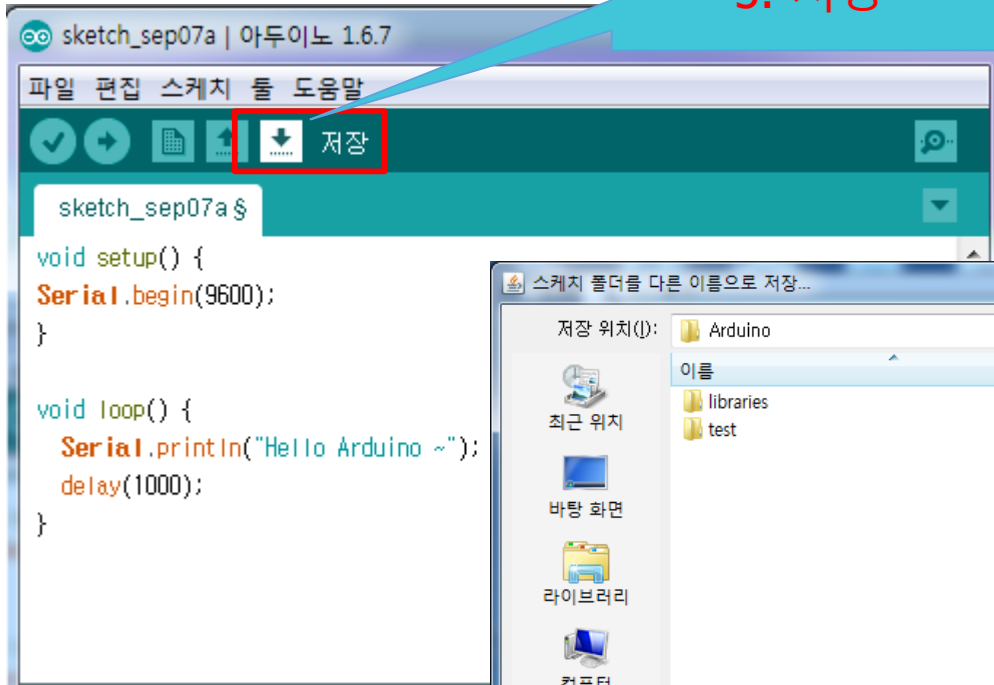 sketch_sep07a | 아두이노 1.6.7
파일 편집 스케치 툴 도움말
저장
sketch_sep07a §
void setup() {
Serial.begin(9600);
}
void loop() {
Serial.println("Hello Arduino ~");
delay(1000);
}
스케치 폴더를 다른 이름으로 저장...
저장 위치(I): Arduino
이름
libraries
test
최근 위치
바탕 화면
라이브러리
컴퓨터